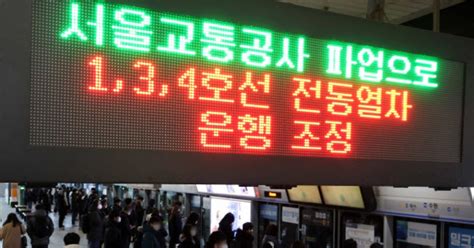 서울교통공사 파업으로
1,3,4호선 전동열차
운행 조정